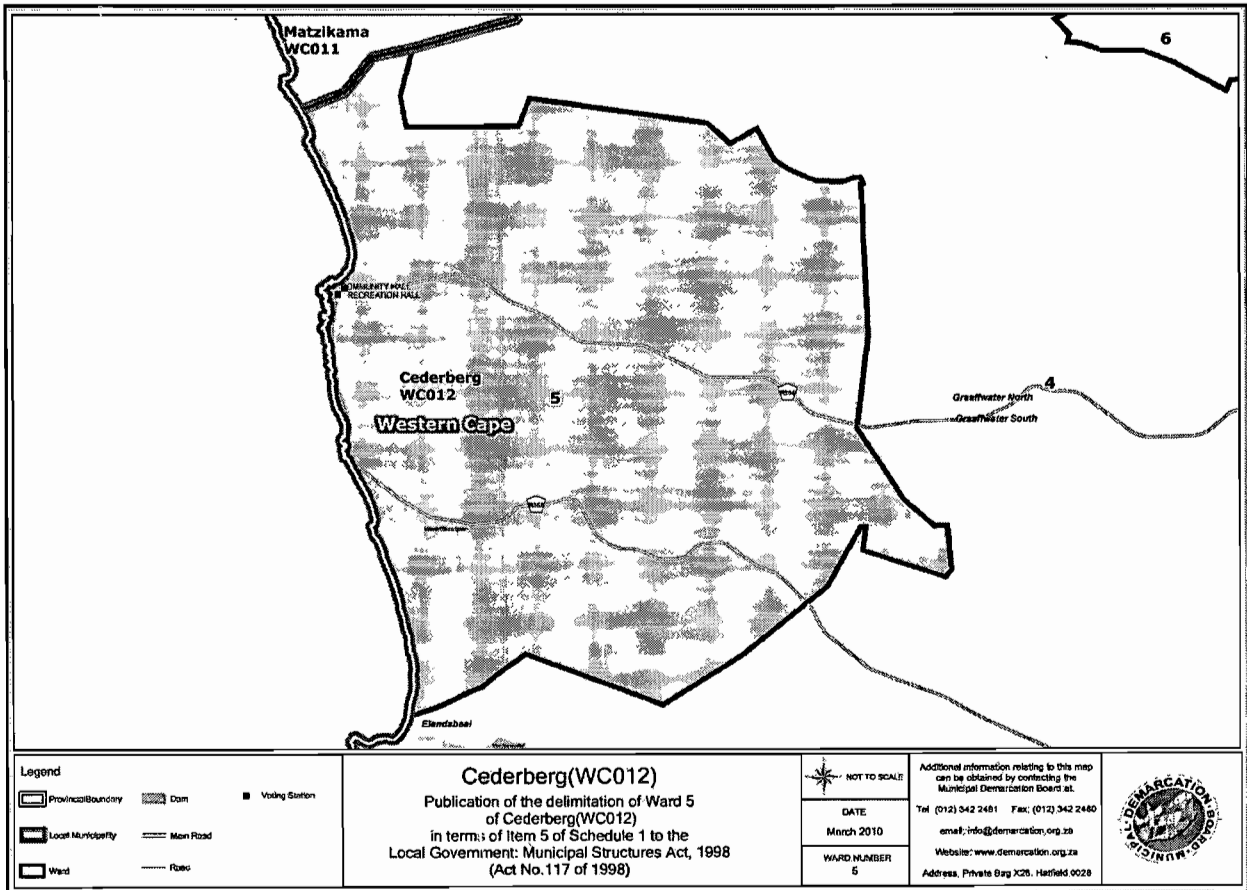 Matzikama
WC011
6
OMMUNITY HALL
RECREATION HALL
Cederberg
WC012
5
Western Cape
4
Graaffwater North
Graaffwater South
Elandsbaai
Legend
ProvincialBoundary
Dam
Voting Station
Local Municipality
Main Road
Ward
Road
Cederberg(WC012)
Publication of the delimitation of Ward 5
of Cederberg(WC012)
in terms of Item 5 of Schedule 1 to the
Local Government: Municipal Structures Act, 1998
(Act No.117 of 1998)
NOT TO SCALE
DATE
March 2010
WARD NUMBER
5
Additional information relating to this map
can be obtained by contacting the
Municipal Demarcation Board at.
Tel (012) 342 2481 Fax: (012) 342 2480
email: info@demarcation.org.za
Website: www.demarcation.org.za
Address, Private Bag X28, Hatfield 0028
MUNICIPAL DEMARCATION BOARD